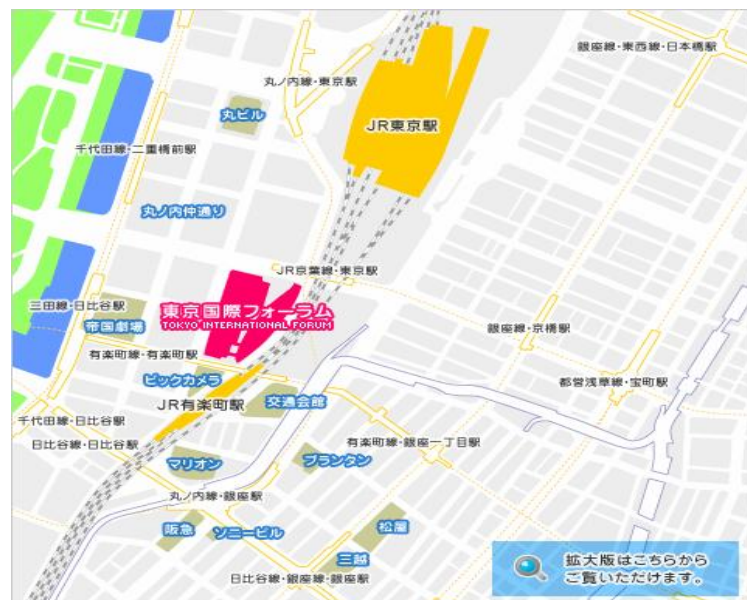 銀座線・東西線・日本橋駅
丸ノ内線・東京駅
丸ビル
JR東京駅
千代田線・二重橋前駅
丸ノ内仲通り
JR京葉線・東京駅
三田線・日比谷駅
東京国際フォーラム
TOKYO INTERNATIONAL FORUM
帝国劇場
銀座線・京橋駅
有楽町線・有楽町駅
ビックカメラ
都営浅草線・宝町駅
JR有楽町駅
交通会館
千代田線・日比谷駅
日比谷線・日比谷駅
有楽町線・銀座一丁目駅
マリオン
プランタン
丸ノ内線・銀座駅
阪急
ソニービル
松屋
三越
日比谷線・銀座線・銀座駅
拡大版はこちらから
ご覧いただけます。